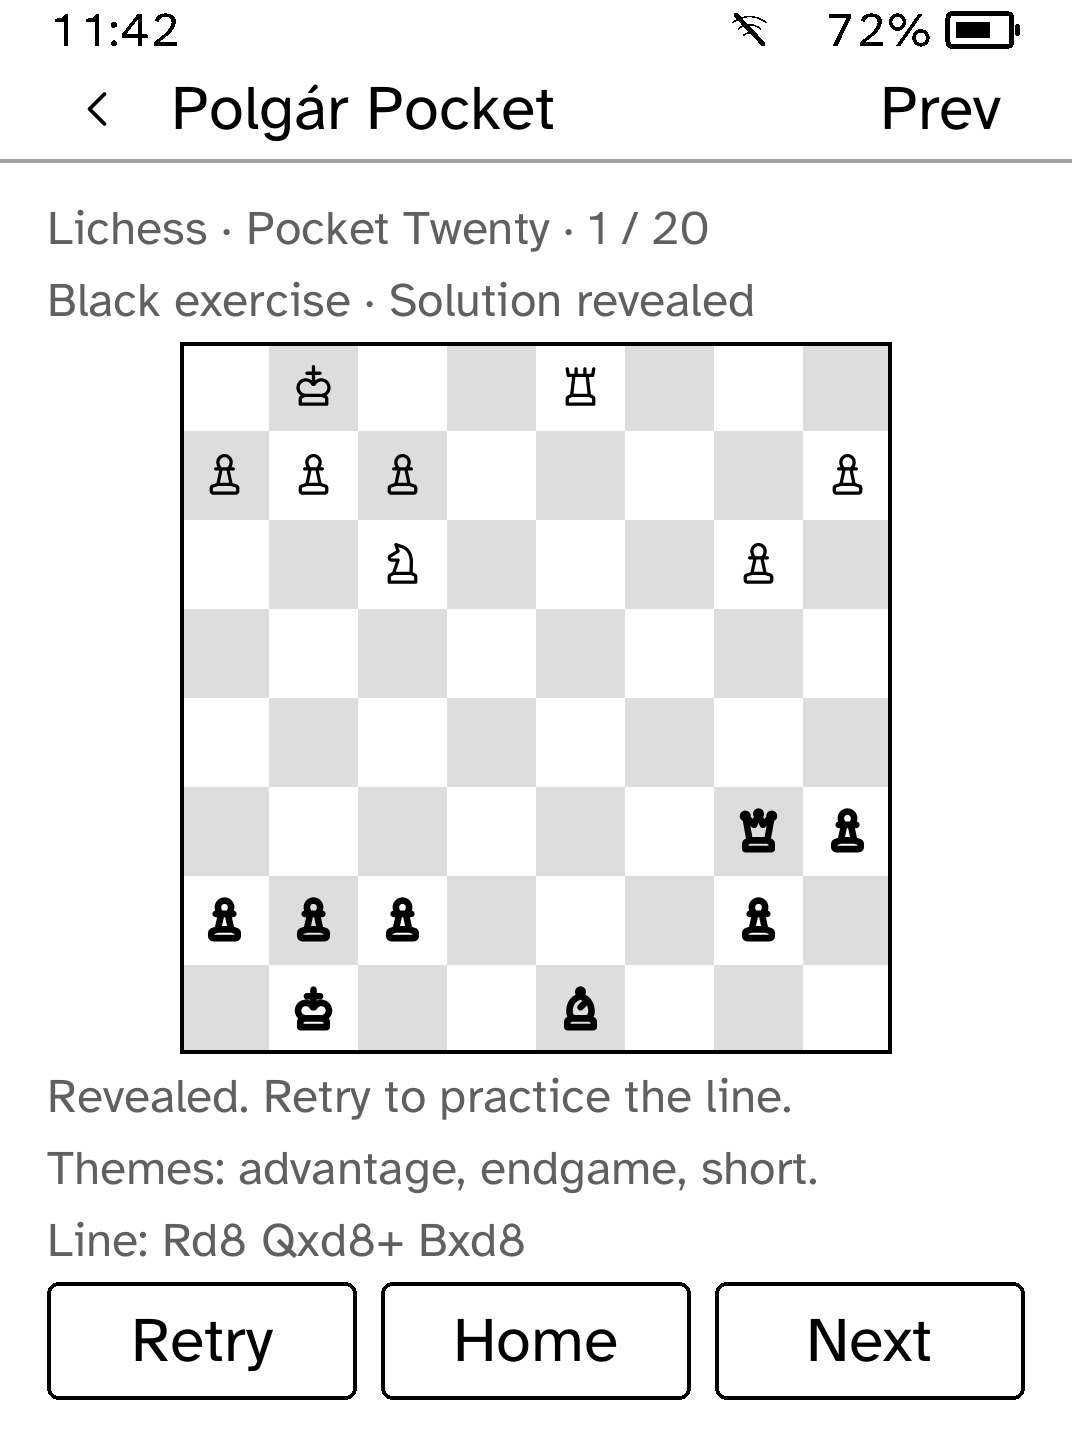 11:42 72%
Polgár Pocket Prev
Lichess · Pocket Twenty · 1 / 20
Black exercise · Solution revealed
Revealed. Retry to practice the line.
Themes: advantage, endgame, short.
Line: Rd8 Qxd8+ Bxd8
Retry Home Next